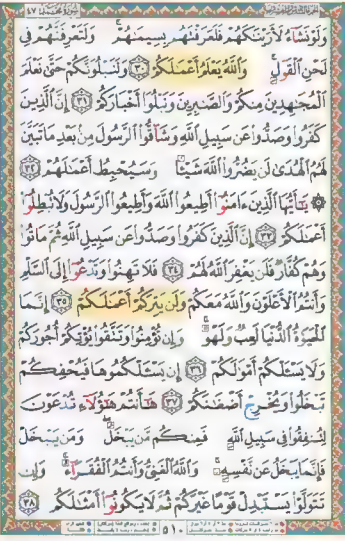 سورة محمد ٤٧
وَلَوْ نَشَآءُ لَأَرَيْنَٰكَهُمْ فَلَعَرَفْتَهُم بِسِيمَٰهُمْ ۚ وَلَتَعْرِفَنَّهُمْ فِى
لَحْنِ ٱلْقَوْلِ ۚ وَٱللَّهُ يَعْلَمُ أَعْمَٰلَكُمْ ٣٠ وَلَنَبْلُوَنَّكُمْ حَتَّىٰ نَعْلَمَ
ٱلْمُجَٰهِدِينَ مِنكُمْ وَٱلصَّٰبِرِينَ وَنَبْلُوَا۟ أَخْبَارَكُمْ ٣١ إِنَّ ٱلَّذِينَ
كَفَرُوا۟ وَصَدُّوا۟ عَن سَبِيلِ ٱللَّهِ وَشَآقُّوا۟ ٱلرَّسُولَ مِنۢ بَعْدِ مَا تَبَيَّنَ
لَهُمُ ٱلْهُدَىٰ لَن يَضُرُّوا۟ ٱللَّهَ شَيْـًٔا وَسَيُحْبِطُ أَعْمَٰلَهُمْ ٣٢
۞ يَٰٓأَيُّهَا ٱلَّذِينَ ءَامَنُوٓا۟ أَطِيعُوا۟ ٱللَّهَ وَأَطِيعُوا۟ ٱلرَّسُولَ وَلَا تُبْطِلُوٓا۟
أَعْمَٰلَكُمْ ٣٣ إِنَّ ٱلَّذِينَ كَفَرُوا۟ وَصَدُّوا۟ عَن سَبِيلِ ٱللَّهِ ثُمَّ مَاتُوا۟
وَهُمْ كُفَّارٌ فَلَن يَغْفِرَ ٱللَّهُ لَهُمْ ٣٤ فَلَا تَهِنُوا۟ وَتَدْعُوٓا۟ إِلَى ٱلسَّلْمِ
وَأَنتُمُ ٱلْأَعْلَوْنَ وَٱللَّهُ مَعَكُمْ وَلَن يَتِرَكُمْ أَعْمَٰلَكُمْ ٣٥ إِنَّمَا
ٱلْحَيَوٰةُ ٱلدُّنْيَا لَعِبٌ وَلَهْوٌ ۚ وَإِن تُؤْمِنُوا۟ وَتَتَّقُوا۟ يُؤْتِكُمْ أُجُورَكُمْ
وَلَا يَسْـَٔلْكُمْ أَمْوَٰلَكُمْ ٣٦ إِن يَسْـَٔلْكُمُوهَا فَيُحْفِكُمْ
تَبْخَلُوا۟ وَيُخْرِجْ أَضْغَٰنَكُمْ ٣٧ هَٰٓأَنتُمْ هَٰٓؤُلَآءِ تُدْعَوْنَ
لِتُنفِقُوا۟ فِى سَبِيلِ ٱللَّهِ فَمِنكُم مَّن يَبْخَلُ ۖ وَمَن يَبْخَلْ
فَإِنَّمَا يَبْخَلُ عَن نَّفْسِهِۦ ۚ وَٱللَّهُ ٱلْغَنِىُّ وَأَنتُمُ ٱلْفُقَرَآءُ ۚ وَإِن
تَتَوَلَّوْا۟ يَسْتَبْدِلْ قَوْمًا غَيْرَكُمْ ثُمَّ لَا يَكُونُوٓا۟ أَمْثَٰلَكُم ٣٨
٥١٠